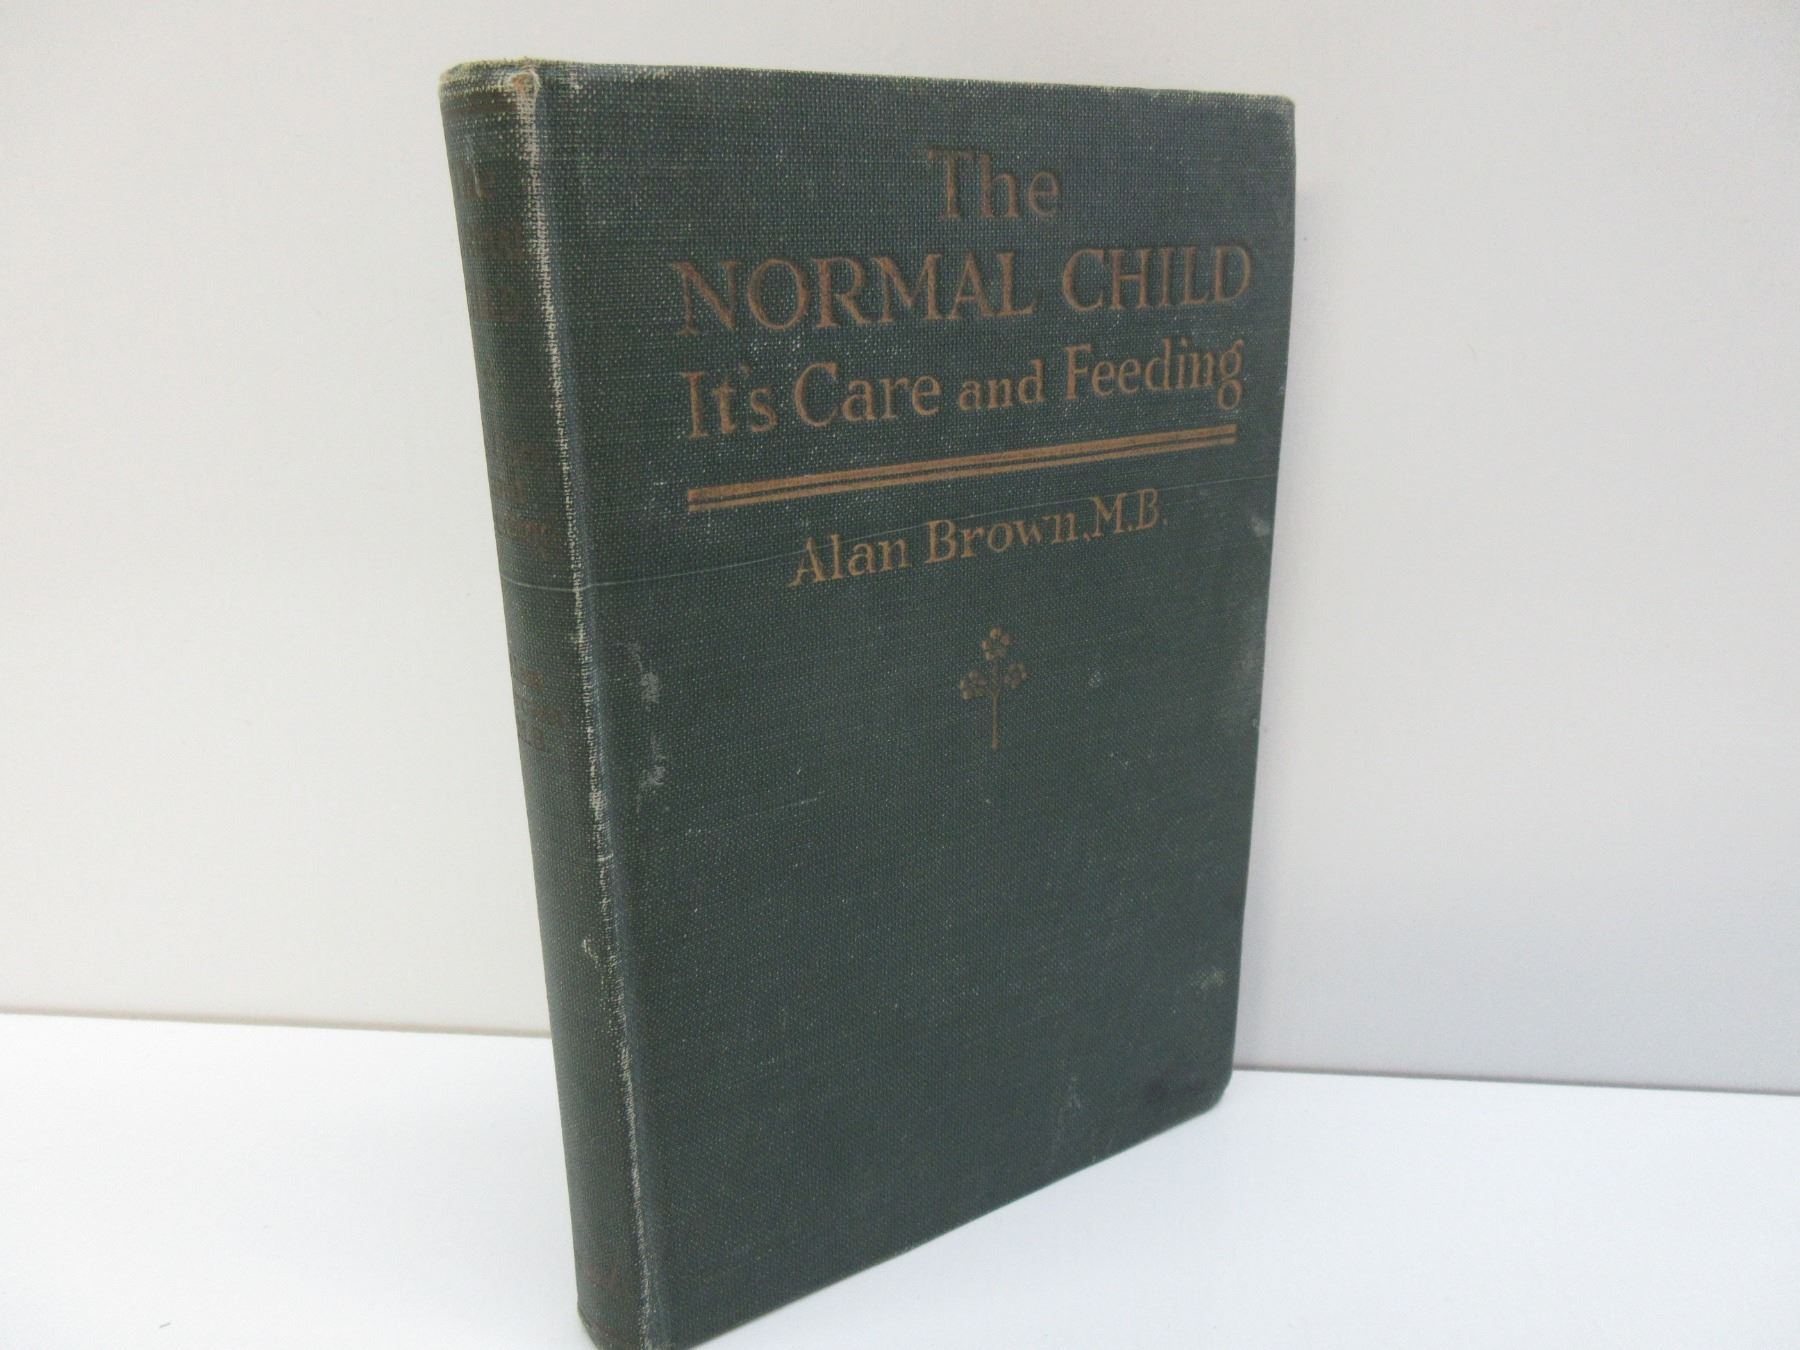 The
NORMAL CHILD
It's Care and Feeding
Alan Brown, M.B.